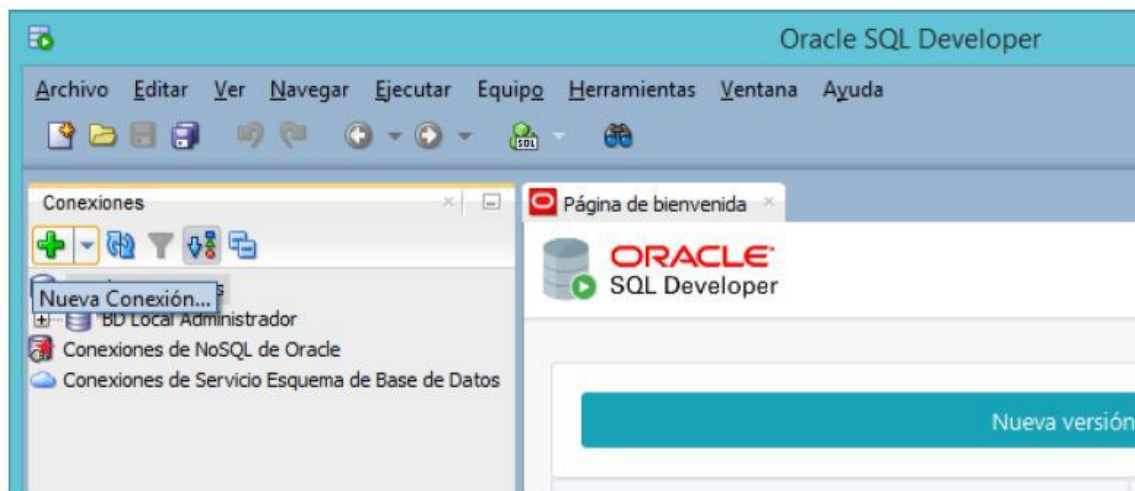 Oracle SQL Developer
Archivo Editar Ver Navegar Ejecutar Equipo Herramientas Ventana Ayuda
SQL
Conexiones
Página de bienvenida
ORACLE
SQL Developer
Nueva Conexión...
BD Local Administrador
Conexiones de NoSQL de Oracle
Conexiones de Servicio Esquema de Base de Datos
Nueva versión